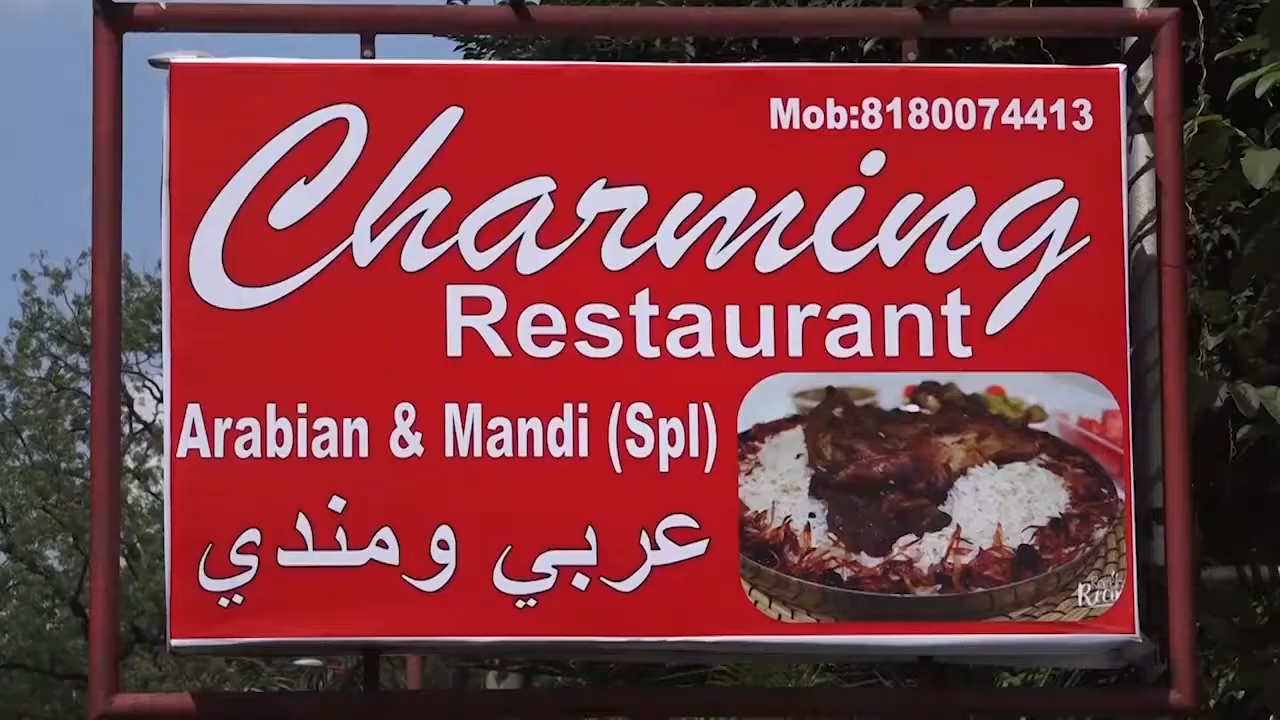 Mob:8180074413
Charming
Restaurant
Arabian & Mandi (Spl)
عربي ومندي